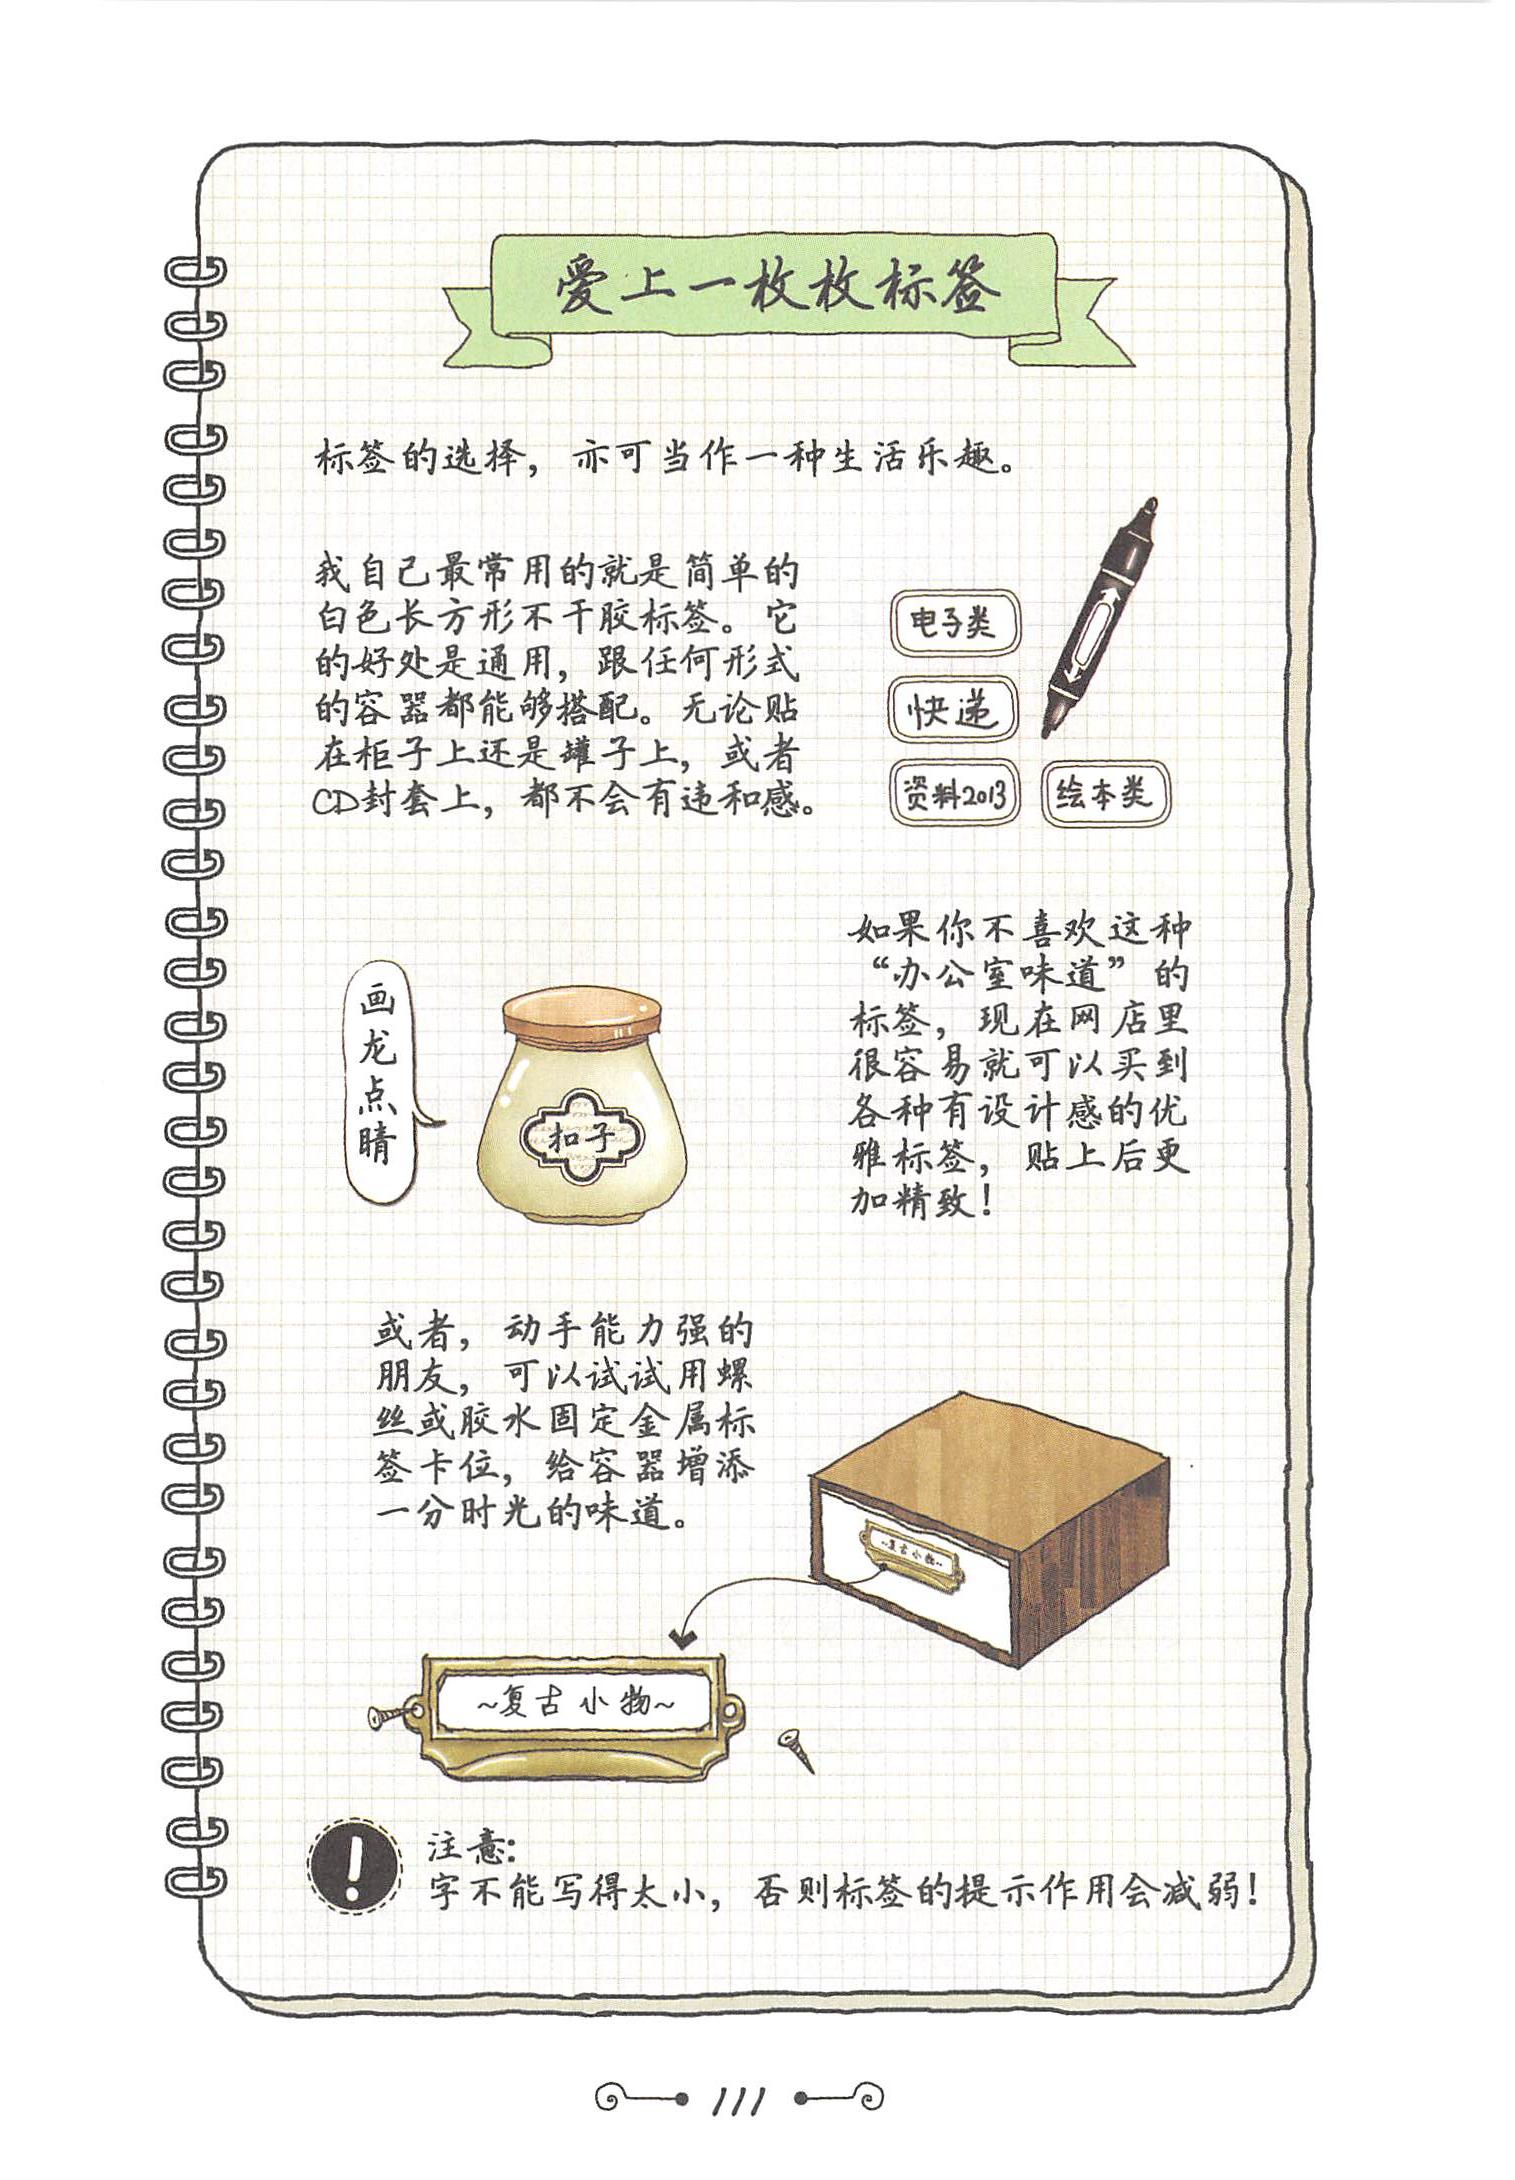 爱上一枚枚标签
标签的选择，亦可当作一种生活乐趣。
我自己最常用的就是简单的
白色长方形不干胶标签。它
的好处是通用，跟任何形式
的容器都能够搭配。无论贴
在柜子上还是罐子上，或者
CD封套上，都不会有违和感。
电子类
快递
资料2013
绘本类
如果你不喜欢这种
“办公室味道”的
标签，现在网店里
很容易就可以买到
各种有设计感的优
雅标签，贴上后更
加精致！
画龙点睛
扣子
或者，动手能力强的
朋友，可以试试用螺
丝或胶水固定金属标
签卡位，给容器增添
一分时光的味道。
~复古小物~
~复古小物~
注意：
字不能写得太小，否则标签的提示作用会减弱！
111